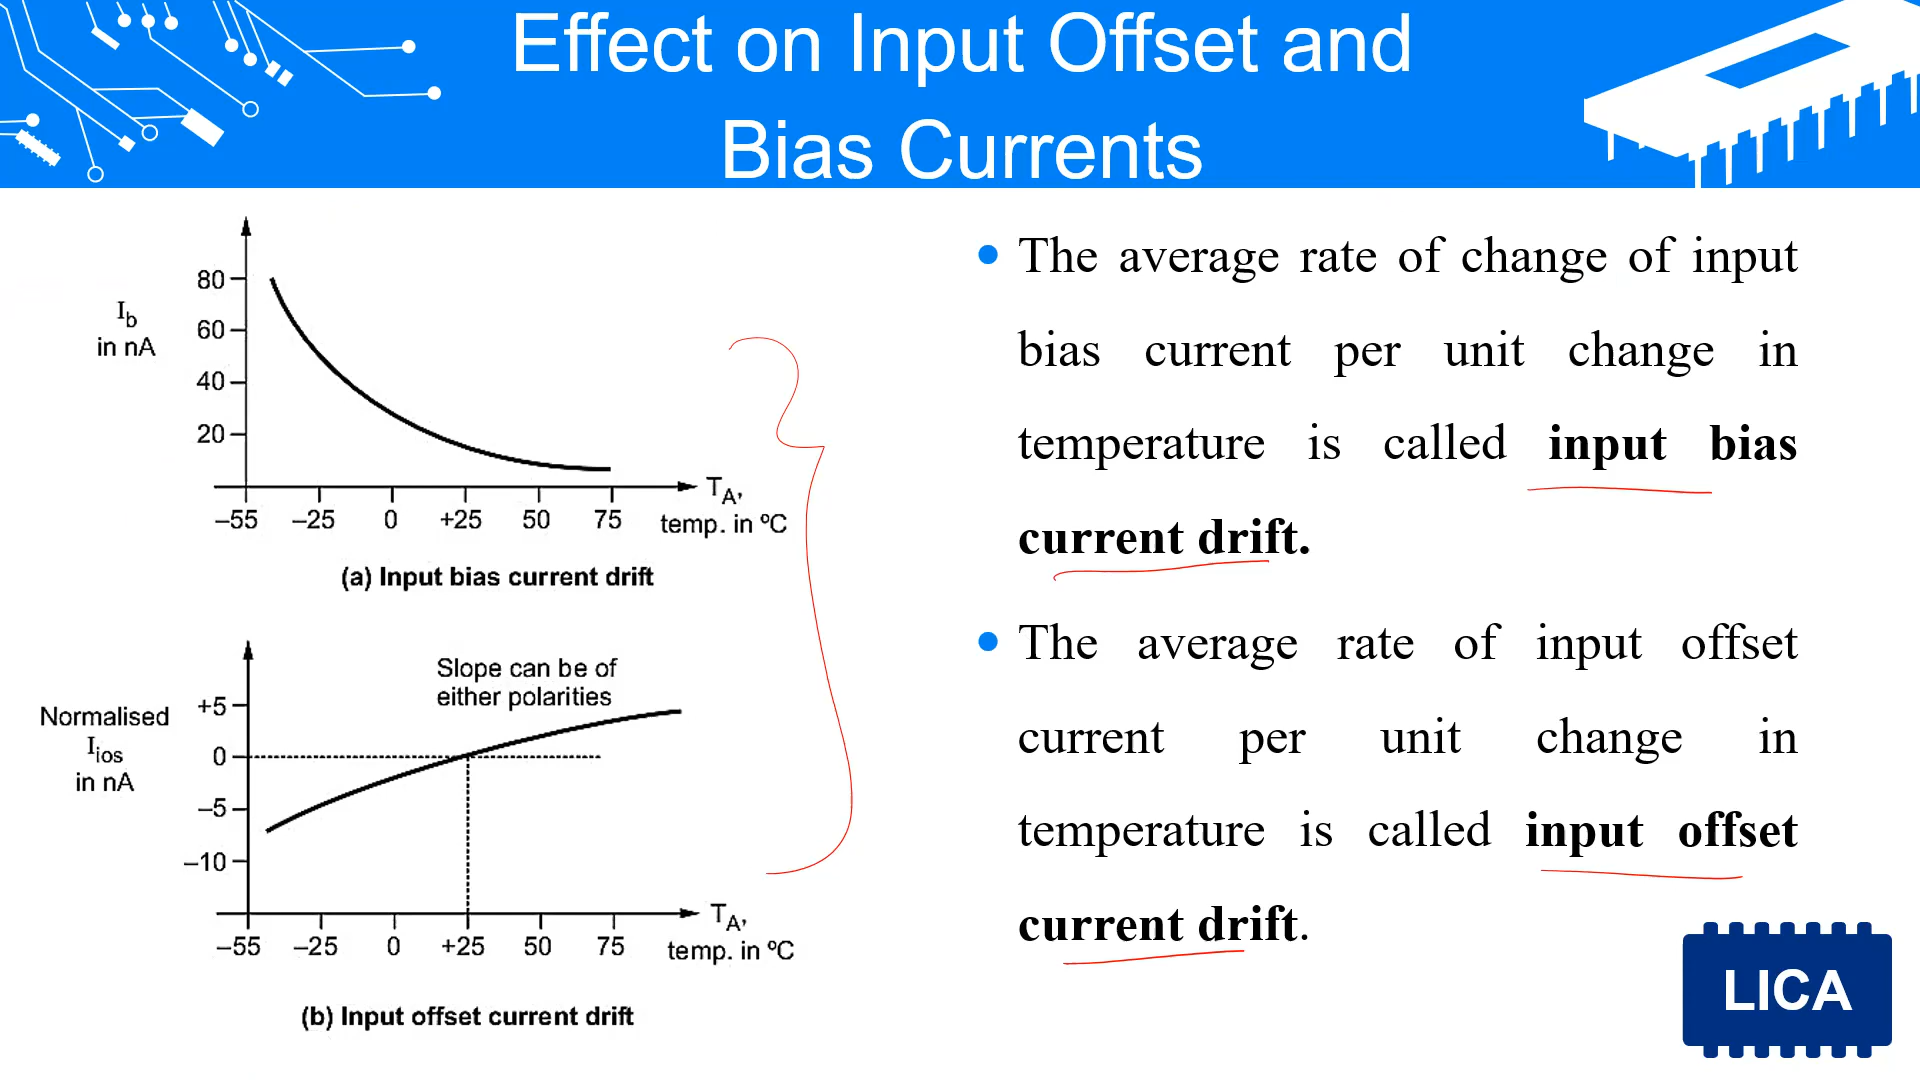 Effect on Input Offset and
Bias Currents
80
60
40
20
I_b
in nA
–55 –25 0 +25 50 75
T_A,
temp. in ºC
(a) Input bias current drift
Slope can be of
either polarities
Normalised
I_ios
in nA
+5
0
–5
–10
–55 –25 0 +25 50 75
T_A,
temp. in ºC
(b) Input offset current drift
The average rate of change of input
bias current per unit change in
temperature is called input bias
current drift.
The average rate of input offset
current per unit change in
temperature is called input offset
current drift.
LICA